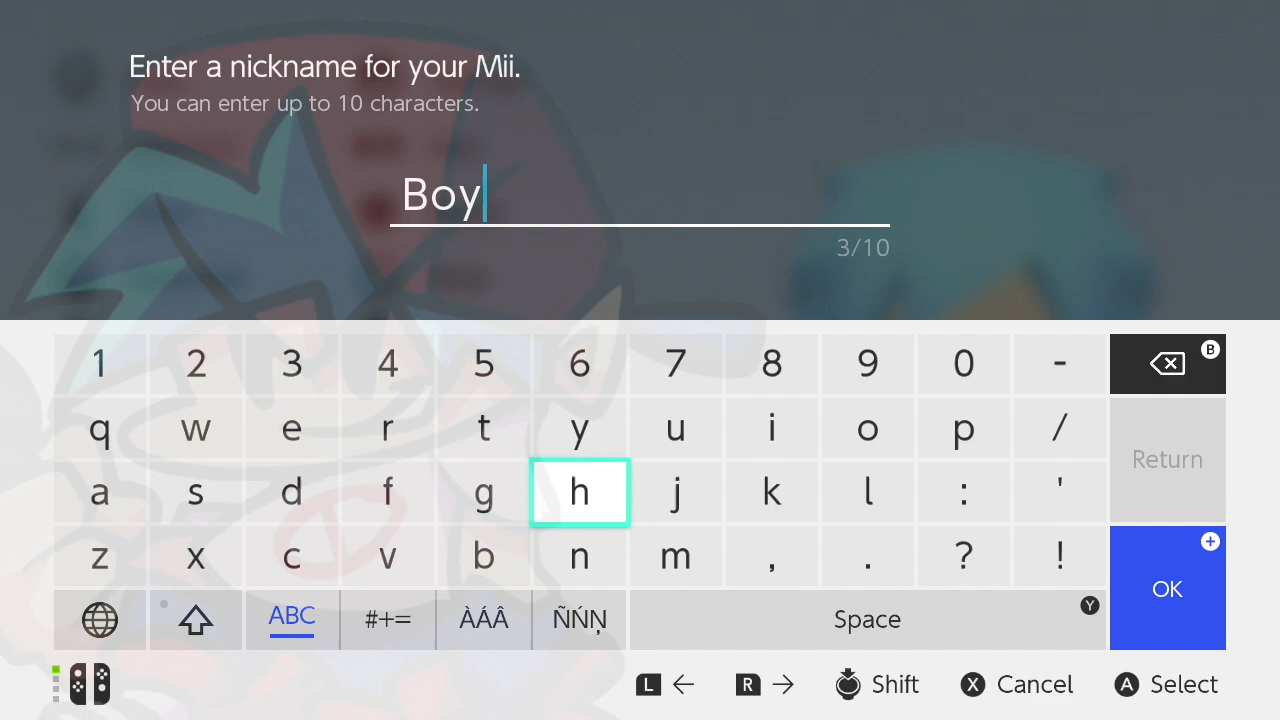 Enter a nickname for your Mii.
You can enter up to 10 characters.
Boy
3/10
1 2 3 4 5 6 7 8 9 0 - B
q w e r t y u i o p / Return
a s d f g h j k l : '
z x c v b n m , . ? ! + OK
ABC #+= ÀÁÂ ÑŃŅ Space Y
L ← R → Shift X Cancel A Select